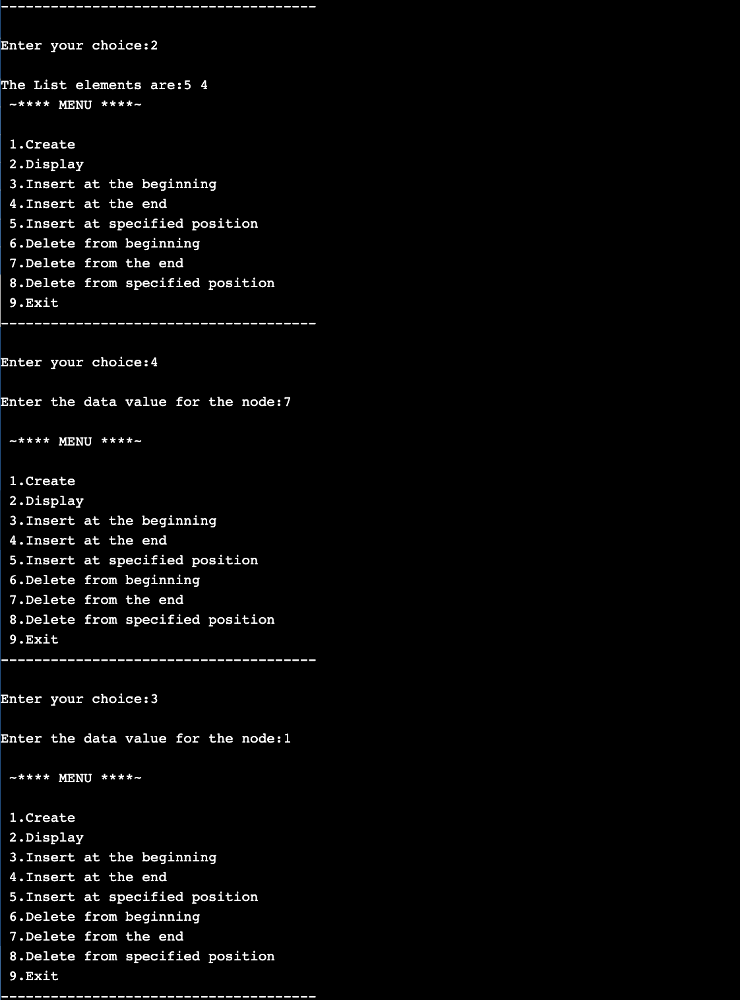 --------------------------------------
Enter your choice:2
The List elements are:5 4
~**** MENU ****~
1.Create
2.Display
3.Insert at the beginning
4.Insert at the end
5.Insert at specified position
6.Delete from beginning
7.Delete from the end
8.Delete from specified position
9.Exit
--------------------------------------
Enter your choice:4
Enter the data value for the node:7
~**** MENU ****~
1.Create
2.Display
3.Insert at the beginning
4.Insert at the end
5.Insert at specified position
6.Delete from beginning
7.Delete from the end
8.Delete from specified position
9.Exit
--------------------------------------
Enter your choice:3
Enter the data value for the node:1
~**** MENU ****~
1.Create
2.Display
3.Insert at the beginning
4.Insert at the end
5.Insert at specified position
6.Delete from beginning
7.Delete from the end
8.Delete from specified position
9.Exit
--------------------------------------